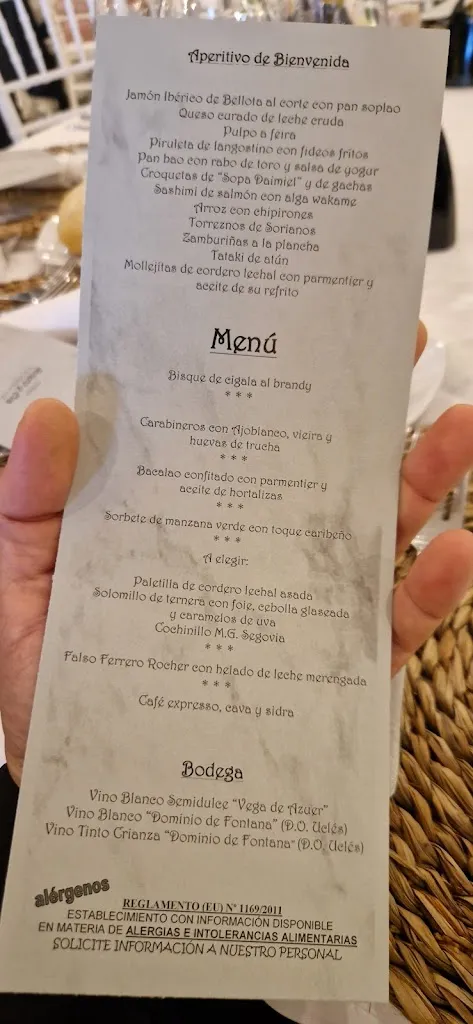 Aperitivo de Bienvenida
Jamón Ibérico de Bellota al corte con pan soplao
Queso curado de leche cruda
Pulpo a feira
Piruleta de langostino con fideos fritos
Pan bao con rabo de toro y salsa de yogur
Croquetas de "Sopa Daimiel" y de gachas
Sashimi de salmón con alga wakame
Arroz con chipirones
Torreznos de Sorianos
Zamburiñas a la plancha
Tataki de atún
Mollejitas de cordero lechal con parmentier y
aceite de su refrito
Menú
Bisque de cigala al brandy
* * *
Carabineros con Ajoblanco, vieira y
huevas de trucha
* * *
Bacalao confitado con parmentier y
aceite de hortalizas
* * *
Sorbete de manzana verde con toque caribeño
* * *
A elegir:
Paletilla de cordero lechal asada
Solomillo de ternera con foie, cebolla glaseada
y caramelos de uva
Cochinillo M.G. Segovia
* * *
Falso Ferrero Rocher con helado de leche merengada
* * *
Café expresso, cava y sidra
Bodega
Vino Blanco Semidulce "Vega de Azuer"
Vino Blanco "Dominio de Fontana" (D.O. Uclés)
Vino Tinto Crianza "Dominio de Fontana" (D.O. Uclés)
alérgenos
REGLAMENTO (EU) Nº 1169/2011
ESTABLECIMIENTO CON INFORMACIÓN DISPONIBLE
EN MATERIA DE ALERGIAS E INTOLERANCIAS ALIMENTARIAS
SOLICITE INFORMACIÓN A NUESTRO PERSONAL